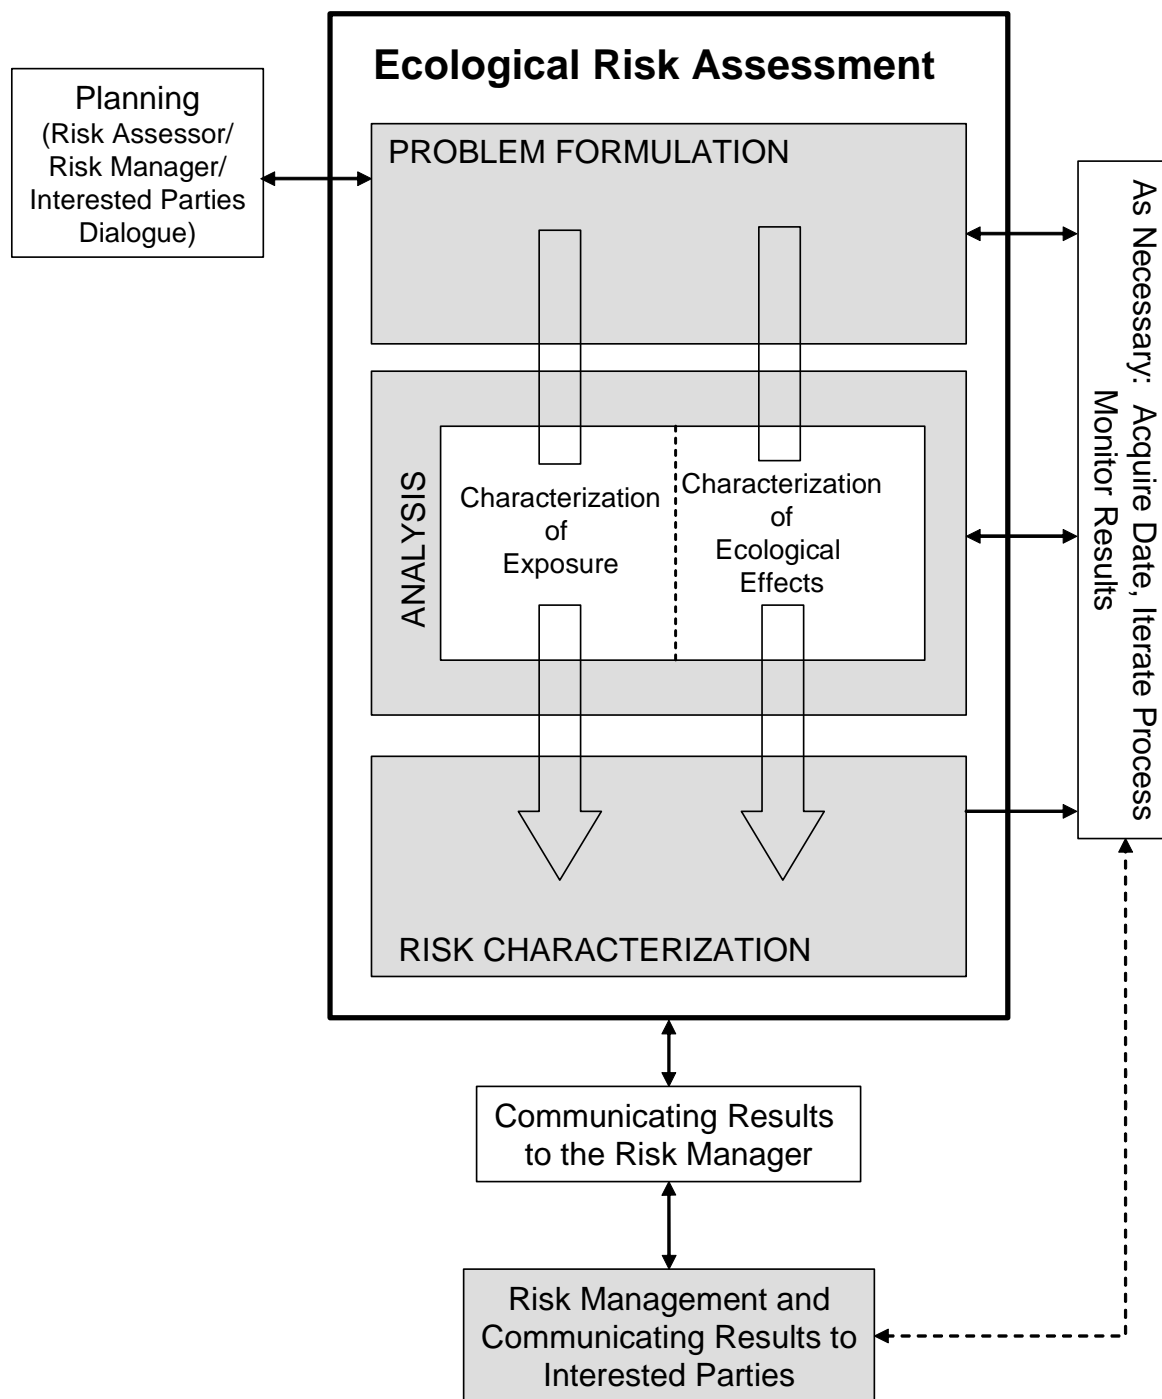 Ecological Risk Assessment
Planning
(Risk Assessor/
Risk Manager/
Interested Parties
Dialogue)
PROBLEM FORMULATION
ANALYSIS
Characterization
of
Exposure
Characterization
of
Ecological
Effects
RISK CHARACTERIZATION
As Necessary:  Acquire Date, Iterate Process
Monitor Results
Communicating Results
to the Risk Manager
Risk Management and
Communicating Results to
Interested Parties